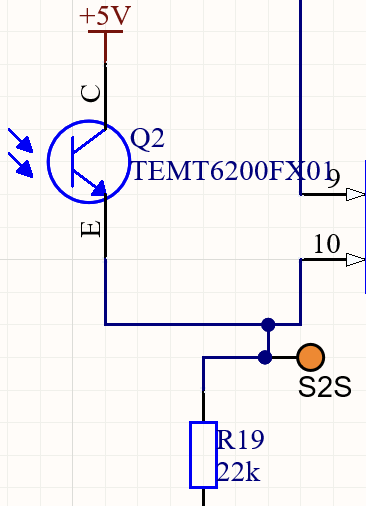 +5V
C
Q2
TEMT6200FX01
9
E
10
S2S
R19
22k